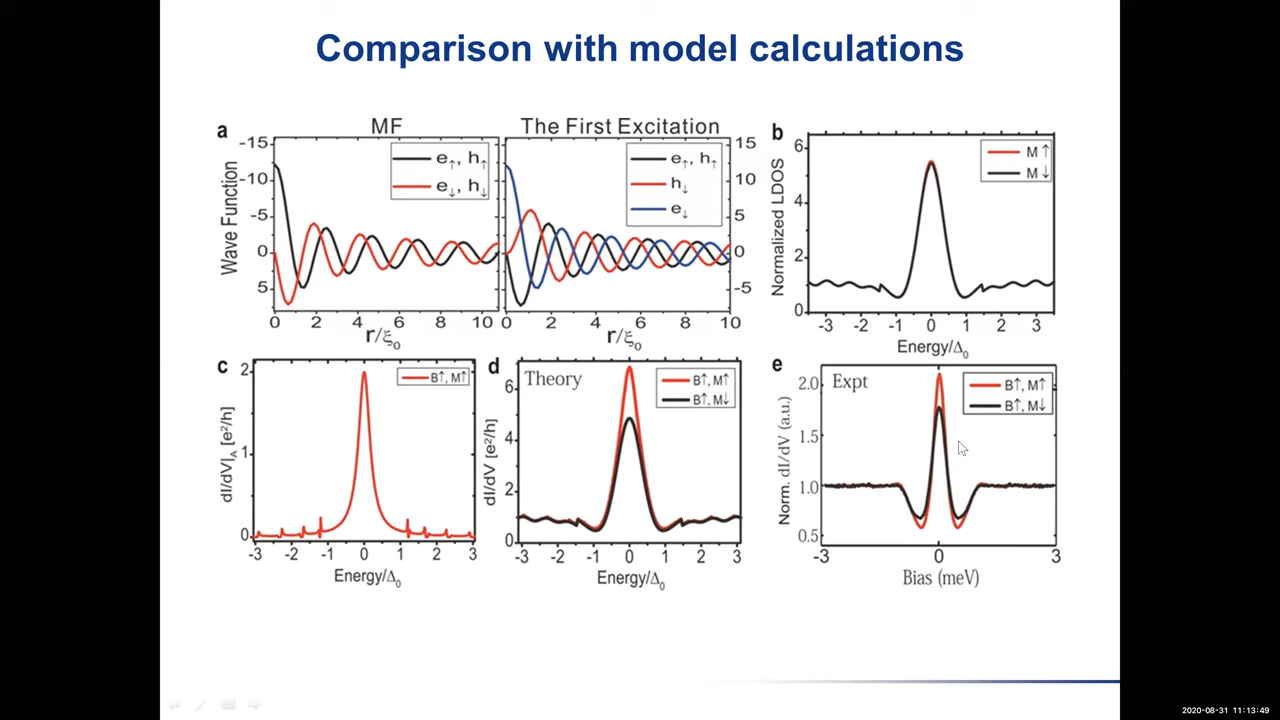 Comparison with model calculations
a
MF
The First Excitation
-15
-10
-5
0
5
Wave Function
e↑, h↑
e↓, h↓
0 2 4 6 8 10
r/ξ₀
e↑, h↑
h↓
e↓
15
10
5
0
-5
0 2 4 6 8 10
r/ξ₀
b
6
4
2
0
Normalized LDOS
M↑
M↓
-3 -2 -1 0 1 2 3
Energy/Δ₀
c
2
1
0
dI/dV|A [e²/h]
B↑, M↑
-3 -2 -1 0 1 2 3
Energy/Δ₀
d
Theory
6
4
2
0
dI/dV [e²/h]
B↑, M↑
B↑, M↓
-3 -2 -1 0 1 2 3
Energy/Δ₀
e
Expt
2.0
1.5
1.0
0.5
Norm. dI/dV (a.u.)
B↑, M↑
B↑, M↓
-3 0 3
Bias (meV)
2020-08-31 11:13:49